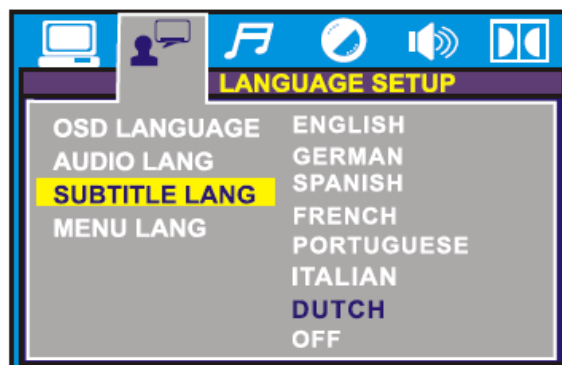 LANGUAGE SETUP
OSD LANGUAGE
AUDIO LANG
SUBTITLE LANG
MENU LANG
ENGLISH
GERMAN
SPANISH
FRENCH
PORTUGUESE
ITALIAN
DUTCH
OFF